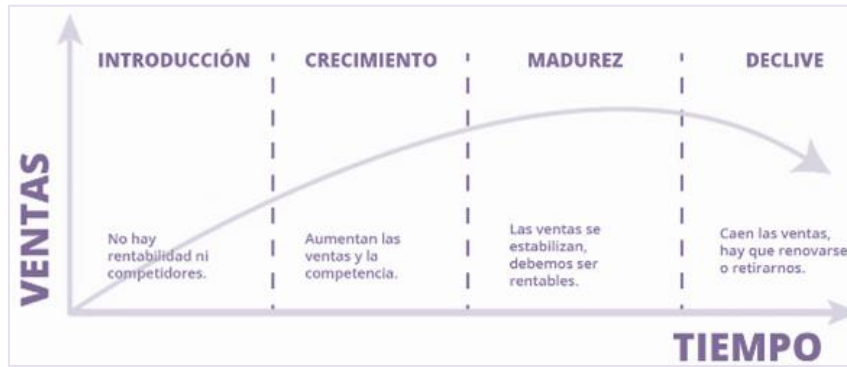 INTRODUCCIÓN
CRECIMIENTO
MADUREZ
DECLIVE
VENTAS
No hay
rentabilidad ni
competidores.
Aumentan las
ventas y la
competencia.
Las ventas se
estabilizan,
debemos ser
rentables.
Caen las ventas,
hay que renovarse
o retirarnos.
TIEMPO